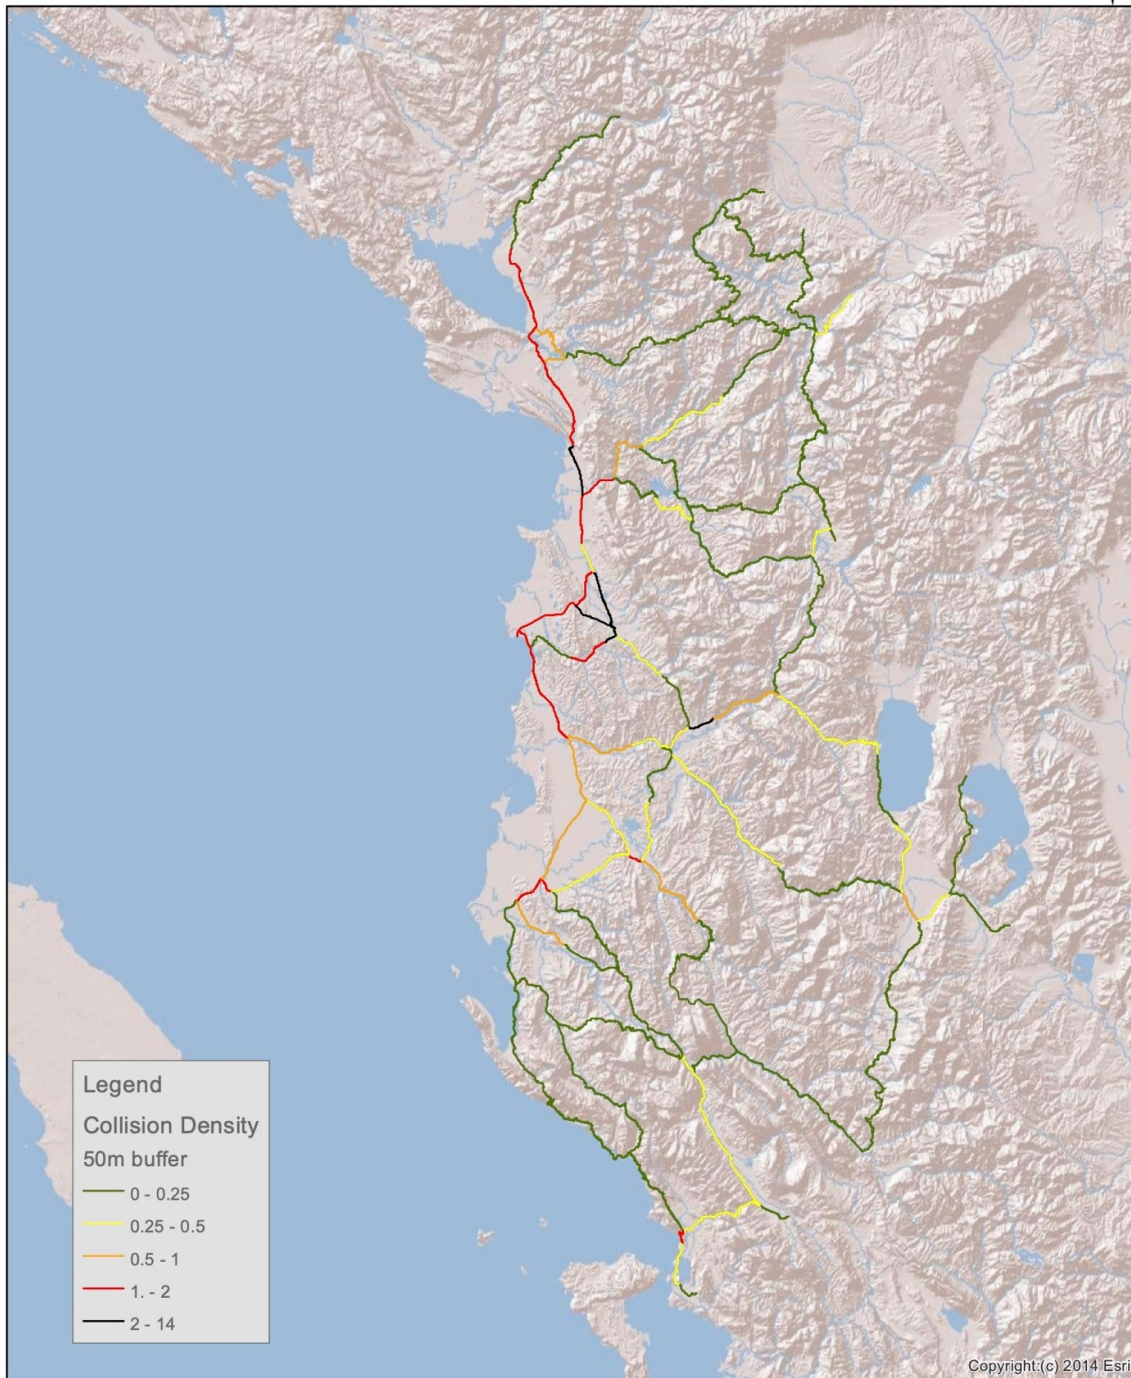 Legend
Collision Density
50m buffer
0 - 0.25
0.25 - 0.5
0.5 - 1
1. - 2
2 - 14
Copyright:(c) 2014 Esri